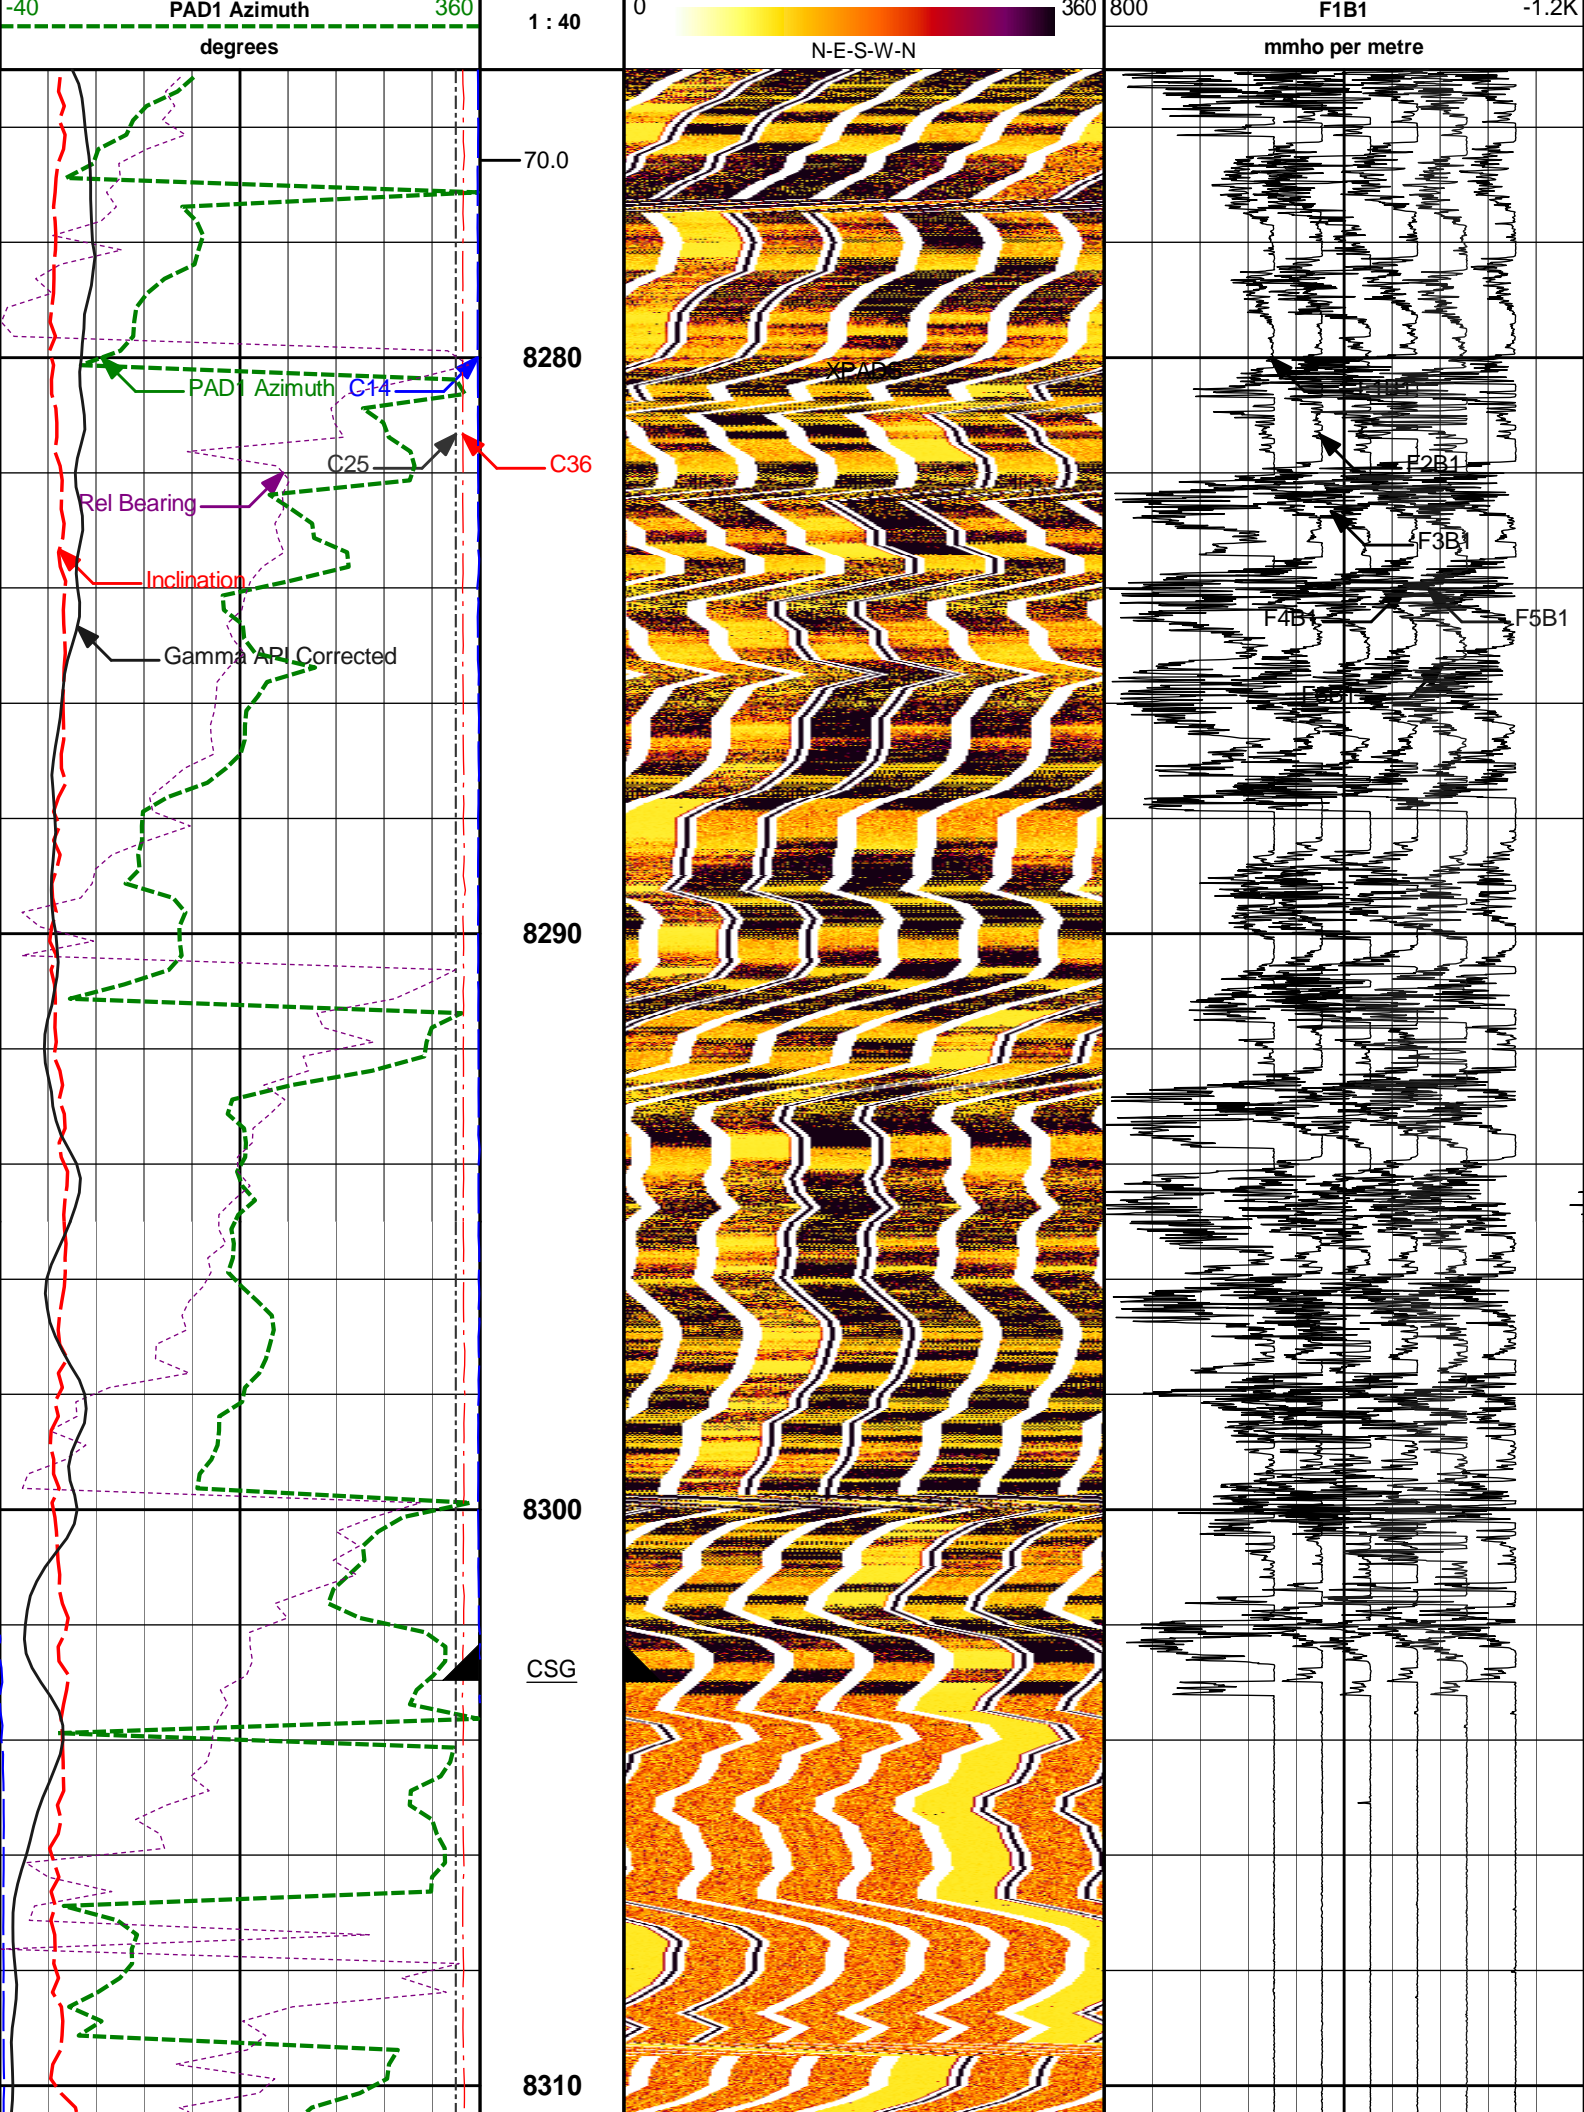 -40 PAD1 Azimuth 360
degrees
1 : 40
0 360
N-E-S-W-N
800 F1B1 -1.2K
mmho per metre
70.0
8280
XPADS
PAD1 Azimuth C14
C25 C36
Rel Bearing
F2B1
F3B1
Inclination
F4B1 F5B1
Gamma API Corrected
8290
8300
CSG
8310